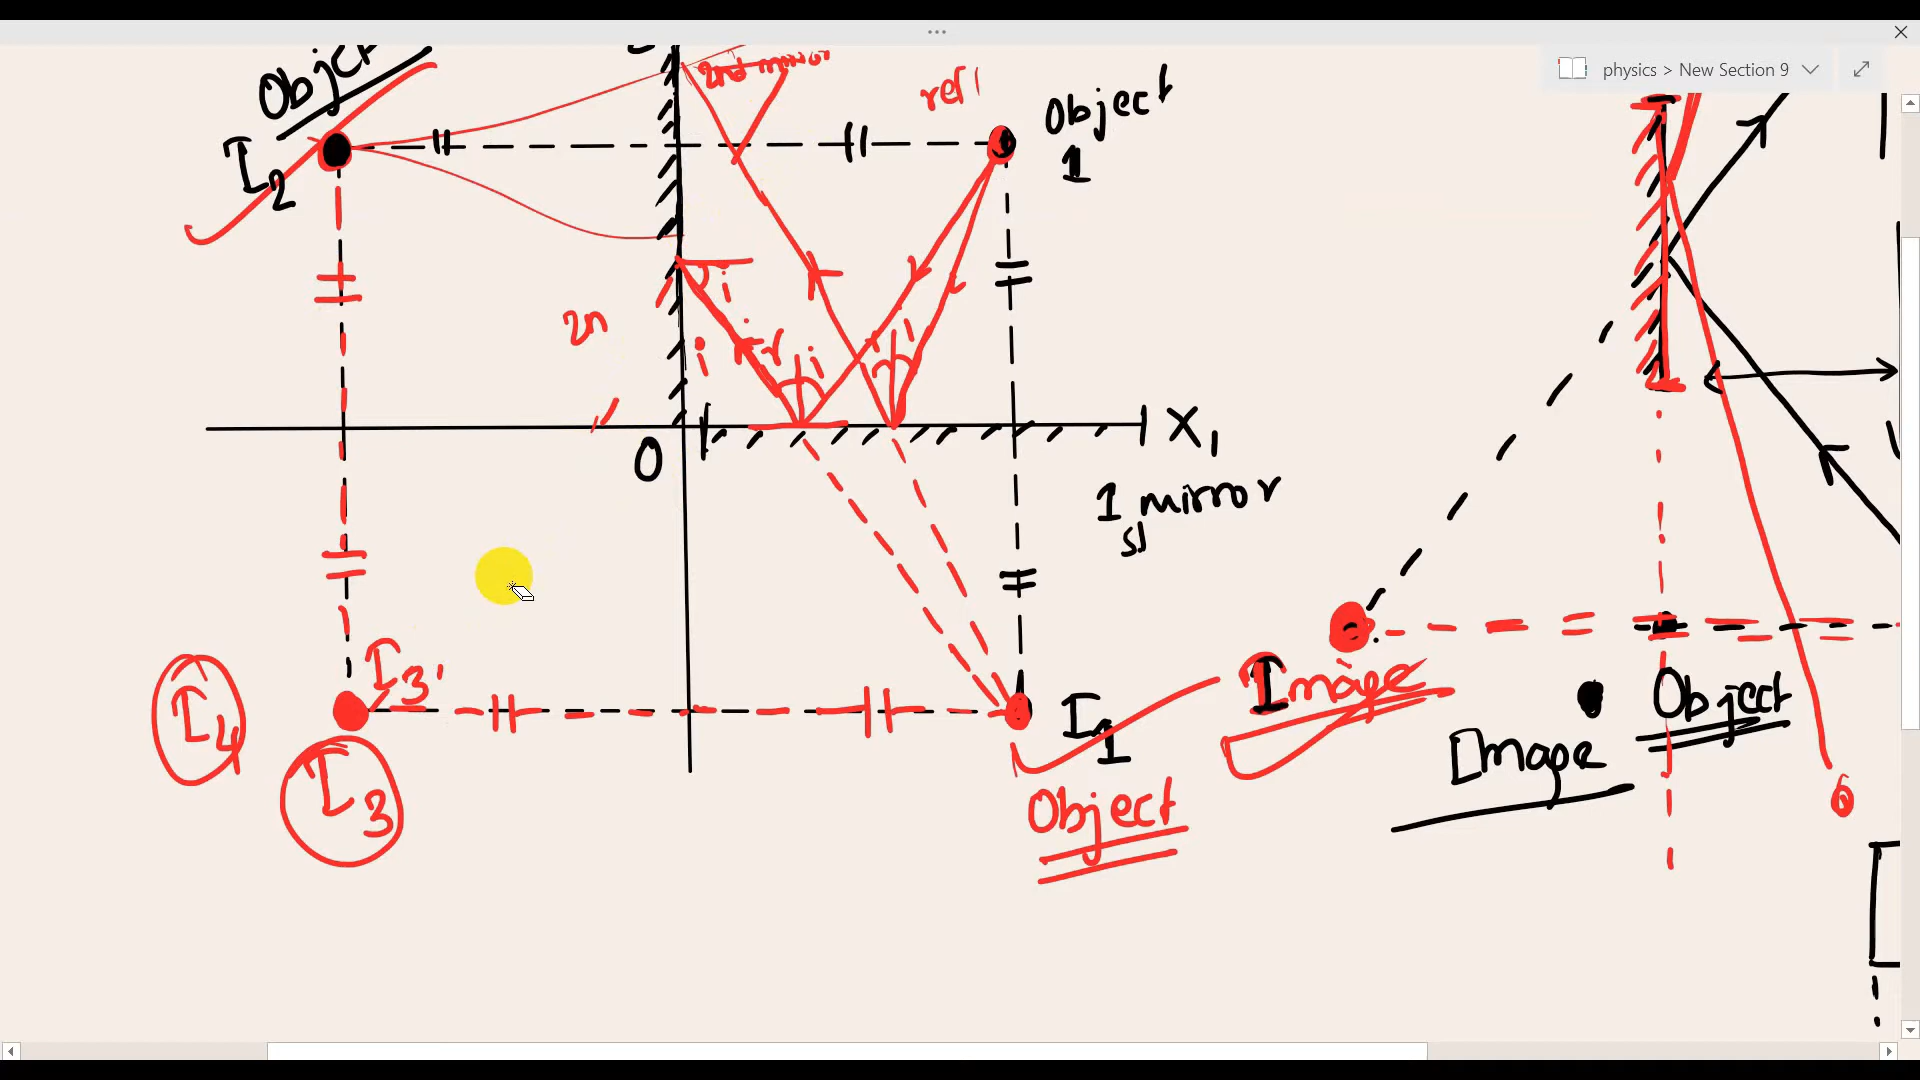 physics > New Section 9
Object
I2
2nd mirror
refl
Object
1
i
i
r
i
i
2n
O
X1
1st mirror
I4
I3'
I3
I1
Object
Image
Object
Image
6